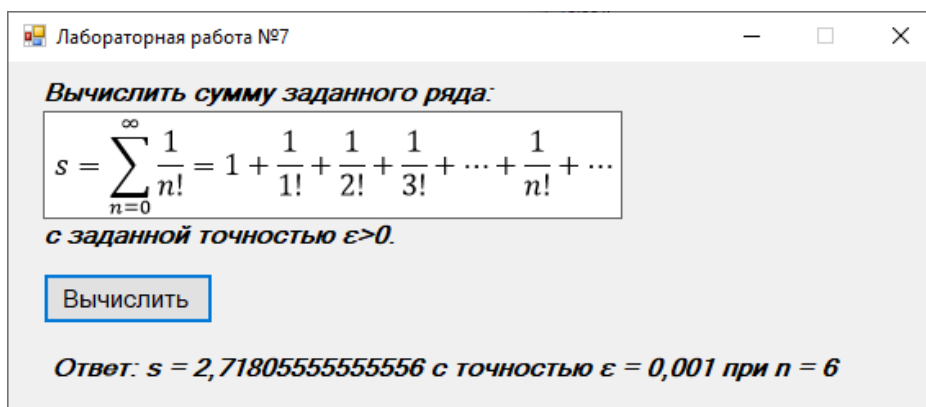 Лабораторная работа №7
Вычислить сумму заданного ряда:
s = ∑_{n=0}^{∞} 1/n! = 1 + 1/1! + 1/2! + 1/3! + ⋯ + 1/n! + ⋯
с заданной точностью ε>0.
Вычислить
Ответ: s = 2,71805555555556 с точностью ε = 0,001 при n = 6